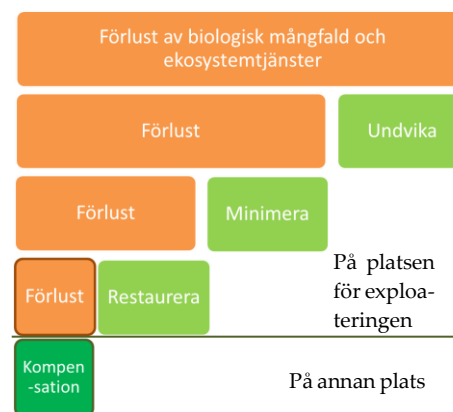 Förlust av biologisk mångfald och
ekosystemtjänster
Förlust
Undvika
Förlust
Minimera
Förlust
Restaurera
På platsen
för exploa-
teringen
Kompen
-sation
På annan plats